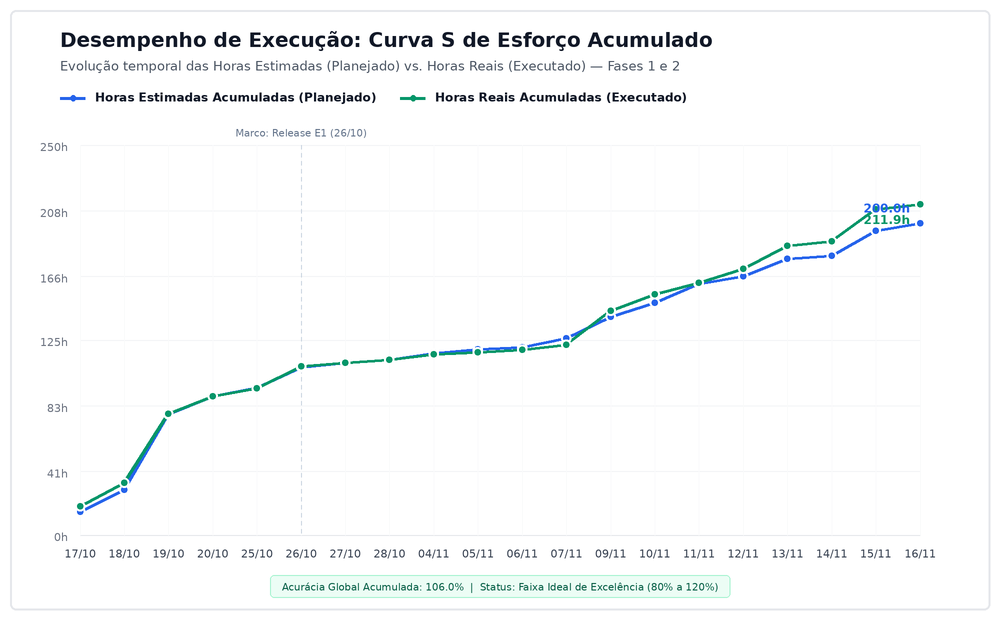 Desempenho de Execução: Curva S de Esforço Acumulado
Evolução temporal das Horas Estimadas (Planejado) vs. Horas Reais (Executado) — Fases 1 e 2
Horas Estimadas Acumuladas (Planejado) Horas Reais Acumuladas (Executado)
Marco: Release E1 (26/10)
250h
208h
200.0h
211.9h
166h
125h
83h
41h
0h
17/10 18/10 19/10 20/10 25/10 26/10 27/10 28/10 04/11 05/11 06/11 07/11 09/11 10/11 11/11 12/11 13/11 14/11 15/11 16/11
Acurácia Global Acumulada: 106.0% | Status: Faixa Ideal de Excelência (80% a 120%)